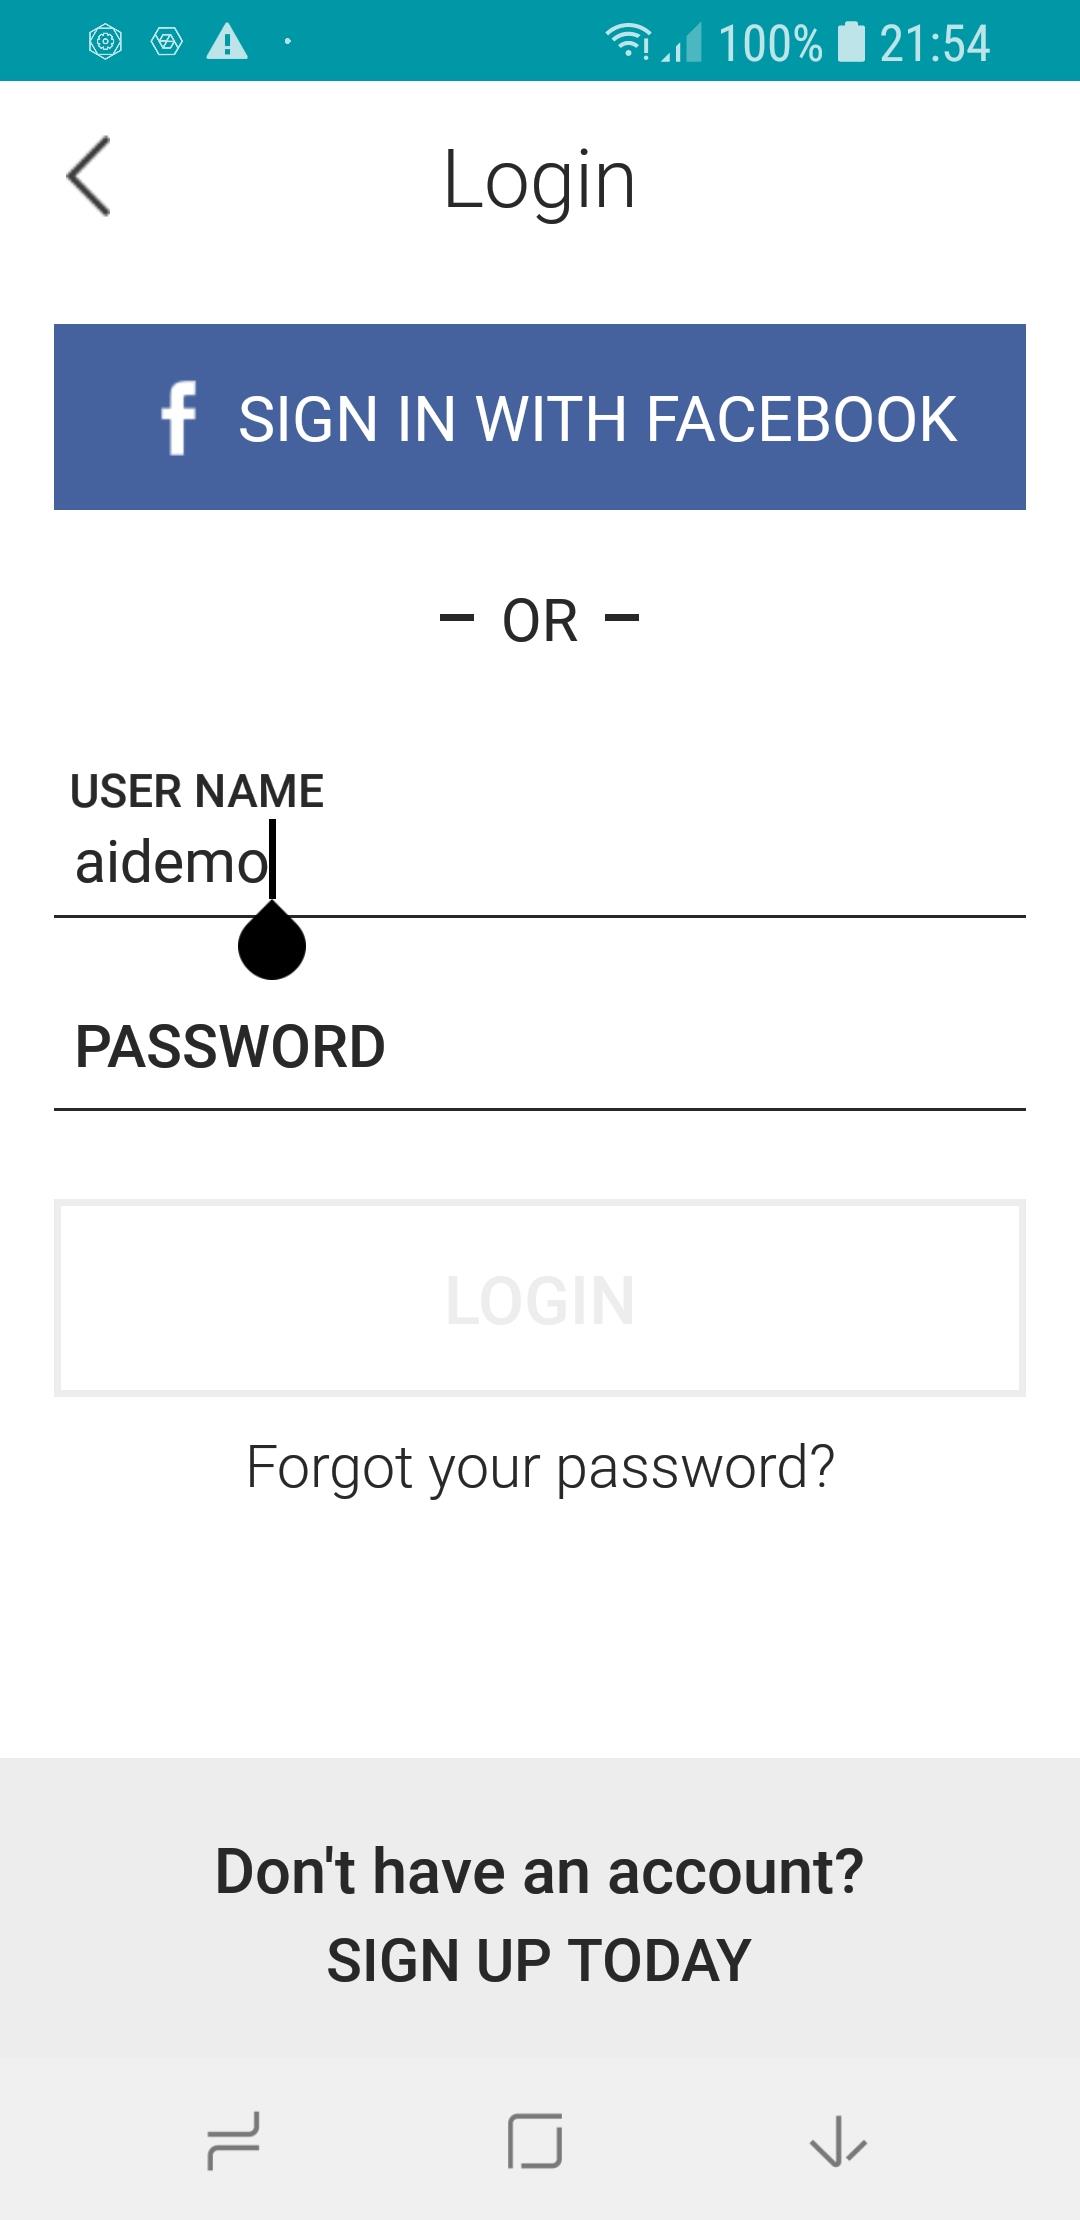 100% 21:54
Login
f SIGN IN WITH FACEBOOK
– OR –
USER NAME
aidemo
PASSWORD
LOGIN
Forgot your password?
Don't have an account?
SIGN UP TODAY